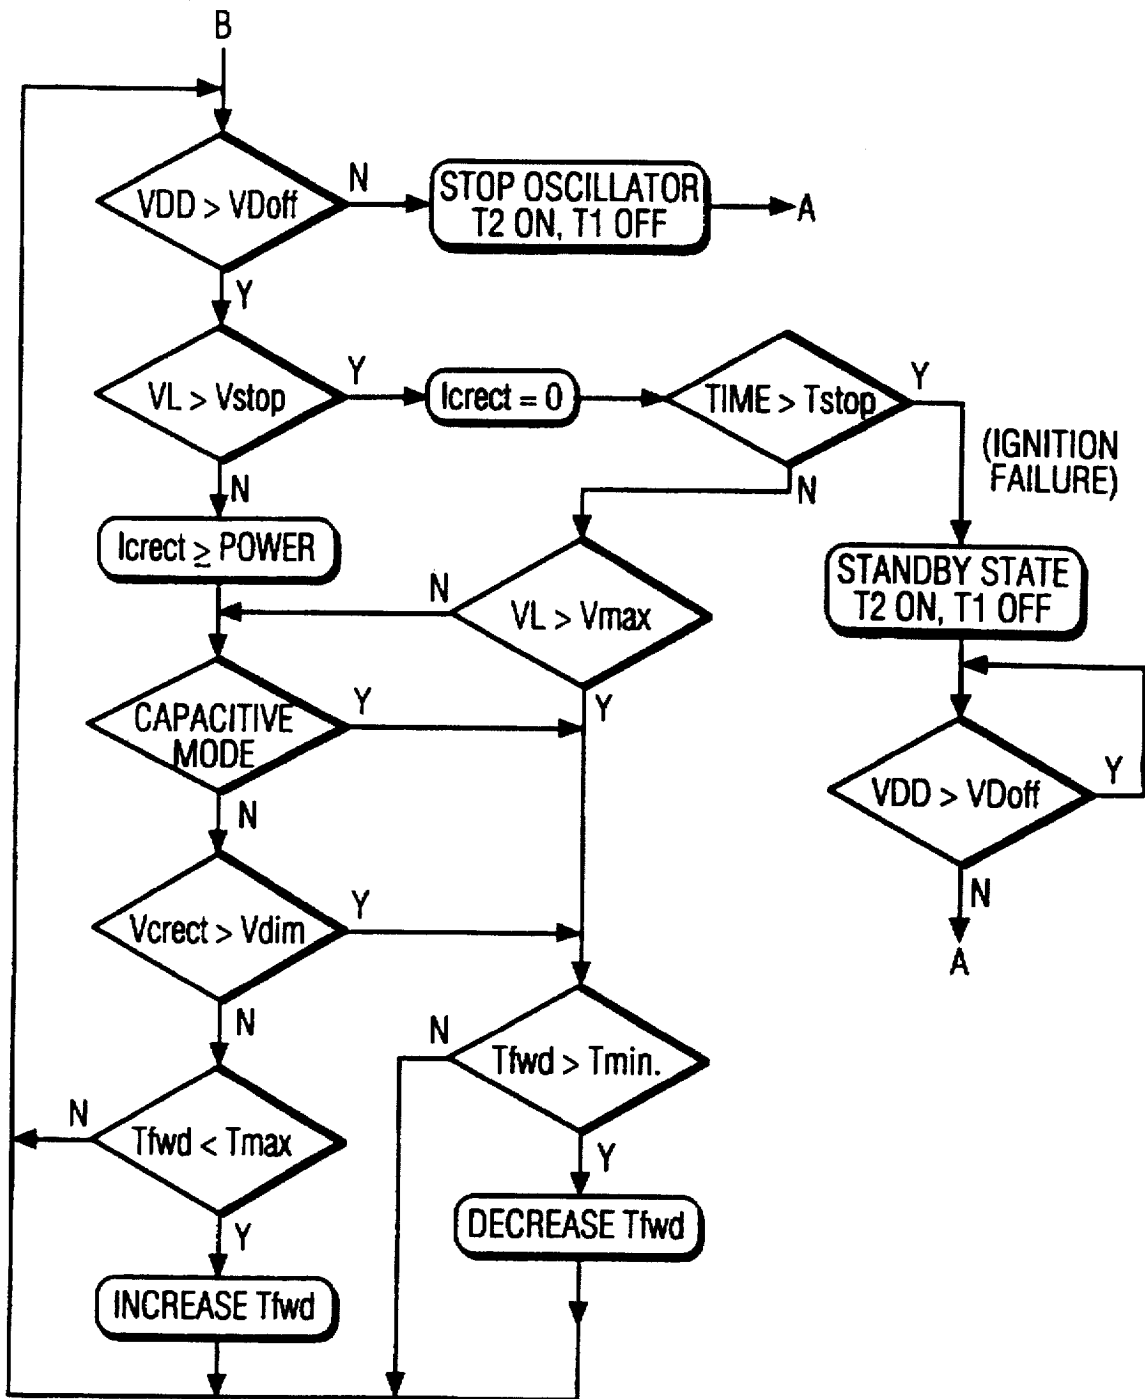 B
VDD > VDoff
N
STOP OSCILLATOR
T2 ON, T1 OFF
A
Y
VL > Vstop
Y
Icrect = 0
TIME > Tstop
Y
(IGNITION
FAILURE)
N
N
Icrect ≥ POWER
N
VL > Vmax
STANDBY STATE
T2 ON, T1 OFF
CAPACITIVE
MODE
Y
Y
N
VDD > VDoff
Y
N
A
Vcrect > Vdim
Y
N
N
Tfwd > Tmin.
N
Tfwd < Tmax
Y
Y
DECREASE Tfwd
INCREASE Tfwd